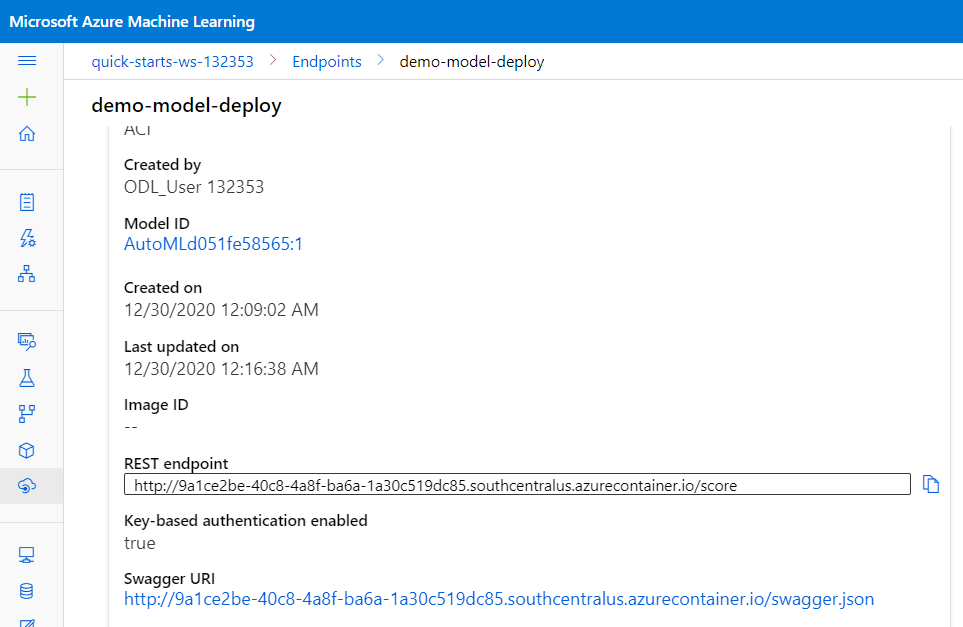 Microsoft Azure Machine Learning
quick-starts-ws-132353 > Endpoints > demo-model-deploy
demo-model-deploy
ACI
Created by
ODL_User 132353
Model ID
AutoMLd051fe58565:1
Created on
12/30/2020 12:09:02 AM
Last updated on
12/30/2020 12:16:38 AM
Image ID
--
REST endpoint
http://9a1ce2be-40c8-4a8f-ba6a-1a30c519dc85.southcentralus.azurecontainer.io/score
Key-based authentication enabled
true
Swagger URI
http://9a1ce2be-40c8-4a8f-ba6a-1a30c519dc85.southcentralus.azurecontainer.io/swagger.json